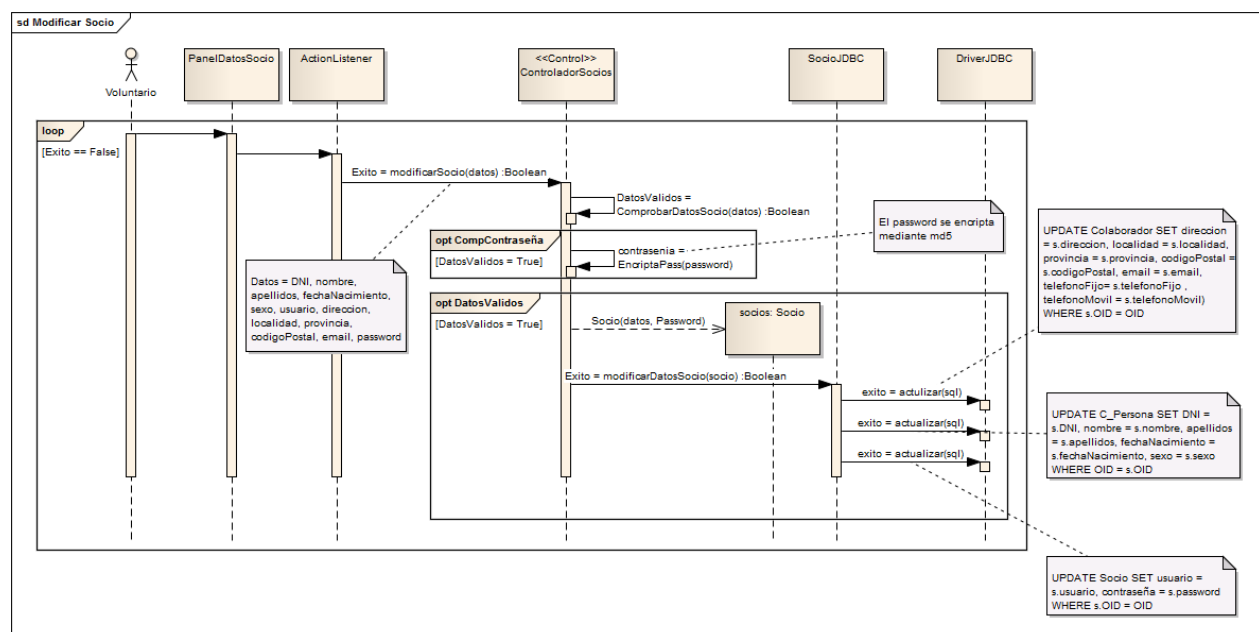 sd Modificar Socio
Voluntario
PanelDatosSocio
ActionListener
<<Control>>
ControladorSocios
SocioJDBC
DriverJDBC
loop
[Exito == False]
Exito = modificarSocio(datos) :Boolean
DatosValidos =
ComprobarDatosSocio(datos) :Boolean
El password se encripta
mediante md5
UPDATE Colaborador SET direccion
= s.direccion, localidad = s.localidad,
provincia = s.provincia, codigoPostal =
s.codigoPostal, email = s.email,
telefonoFijo= s.telefonoFijo ,
telefonoMovil = s.telefonoMovil)
WHERE s.OID = OID
opt CompContraseña
[DatosValidos = True]
contrasenia =
EncriptaPass(password)
Datos = DNI, nombre,
apellidos, fechaNacimiento,
sexo, usuario, direccion,
localidad, provincia,
codigoPostal, email, password
opt DatosValidos
[DatosValidos = True]
Socio(datos, Password)
socios: Socio
Exito = modificarDatosSocio(socio) :Boolean
exito = actulizar(sql)
exito = actualizar(sql)
exito = actualizar(sql)
UPDATE C_Persona SET DNI =
s.DNI, nombre = s.nombre, apellidos
= s.apellidos, fechaNacimiento =
s.fechaNacimiento, sexo = s.sexo
WHERE OID = s.OID
UPDATE Socio SET usuario =
s.usuario, contraseña = s.password
WHERE s.OID = OID